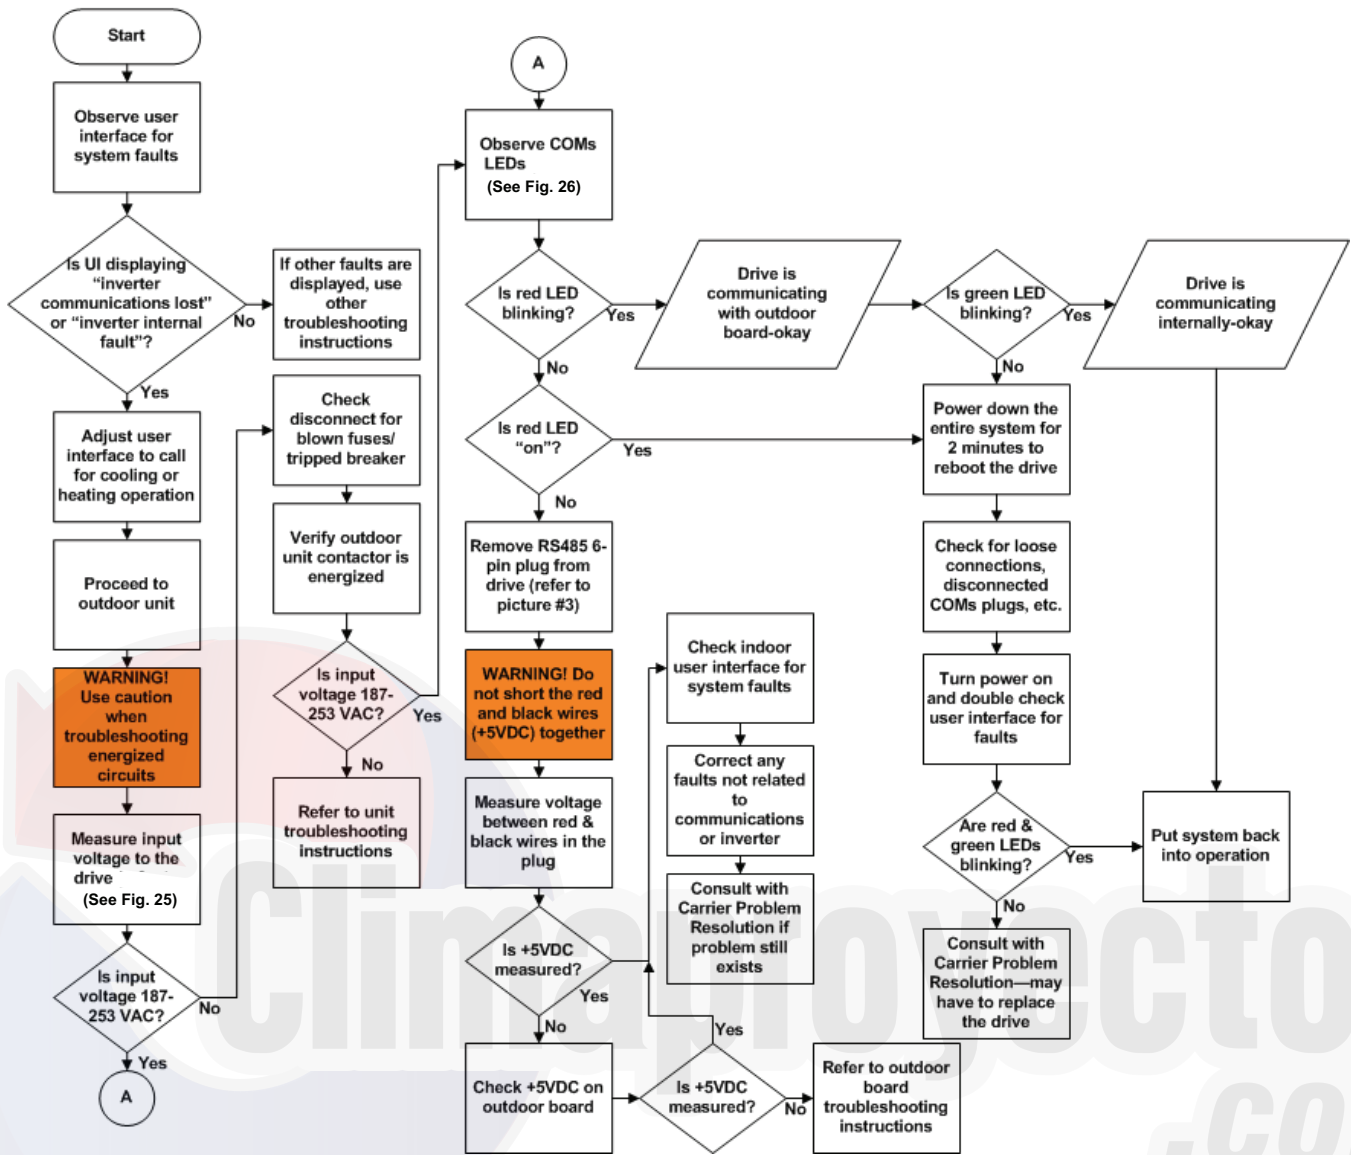 Start
Observe user
interface for
system faults
Is UI displaying
“inverter
communications lost”
or “inverter internal
fault”?
No
Yes
If other faults are
displayed, use
other
troubleshooting
instructions
Adjust user
interface to call
for cooling or
heating operation
Proceed to
outdoor unit
WARNING!
Use caution
when
troubleshooting
energized
circuits
Measure input
voltage to the
drive
(See Fig. 25)
Is input
voltage 187-
253 VAC?
No
Yes
A
Check
disconnect for
blown fuses/
tripped breaker
Verify outdoor
unit contactor is
energized
Is input
voltage 187-
253 VAC?
Yes
No
Refer to unit
troubleshooting
instructions
A
Observe COMs
LEDs
(See Fig. 26)
Is red LED
blinking?
Yes
No
Drive is
communicating
with outdoor
board-okay
Is green LED
blinking?
Yes
No
Drive is
communicating
internally-okay
Is red LED
“on”?
Yes
No
Power down the
entire system for
2 minutes to
reboot the drive
Check for loose
connections,
disconnected
COMs plugs, etc.
Turn power on
and double check
user interface for
faults
Are red &
green LEDs
blinking?
Yes
No
Put system back
into operation
Consult with
Carrier Problem
Resolution—may
have to replace
the drive
Remove RS485 6-
pin plug from
drive (refer to
picture #3)
WARNING! Do
not short the red
and black wires
(+5VDC) together
Measure voltage
between red &
black wires in the
plug
Is +5VDC
measured?
Yes
No
Check indoor
user interface for
system faults
Correct any
faults not related
to
communications
or inverter
Consult with
Carrier Problem
Resolution if
problem still
exists
Check +5VDC on
outdoor board
Is +5VDC
measured?
Yes
No
Refer to outdoor
board
troubleshooting
instructions
Climaproyecto
.co